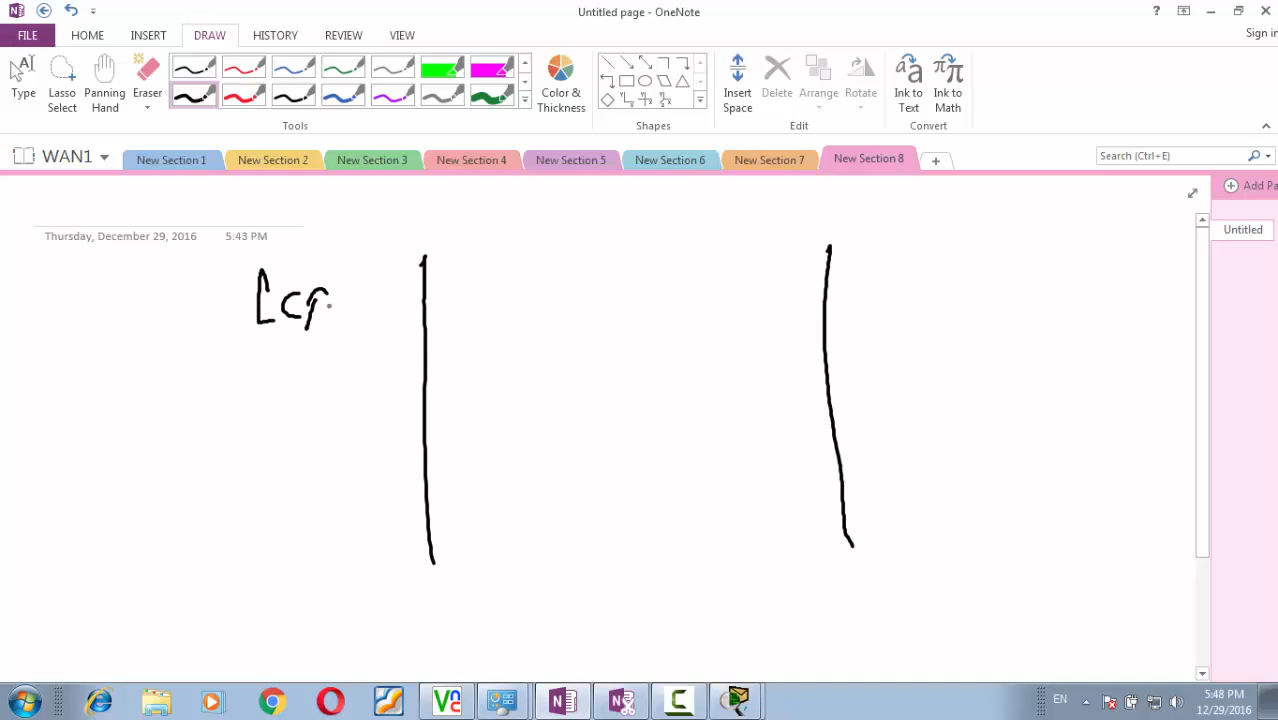 Untitled page - OneNote
?
FILE HOME INSERT DRAW HISTORY REVIEW VIEW Sign in
Type Lasso Select Panning Hand Eraser Color & Thickness Insert Space Delete Arrange Rotate Ink to Text Ink to Math
Tools Shapes Edit Convert
WAN1 New Section 1 New Section 2 New Section 3 New Section 4 New Section 5 New Section 6 New Section 7 New Section 8 Search (Ctrl+E)
Add Pa
Thursday, December 29, 2016 5:43 PM
Untitled
Lcp
EN 5:48 PM
12/29/2016